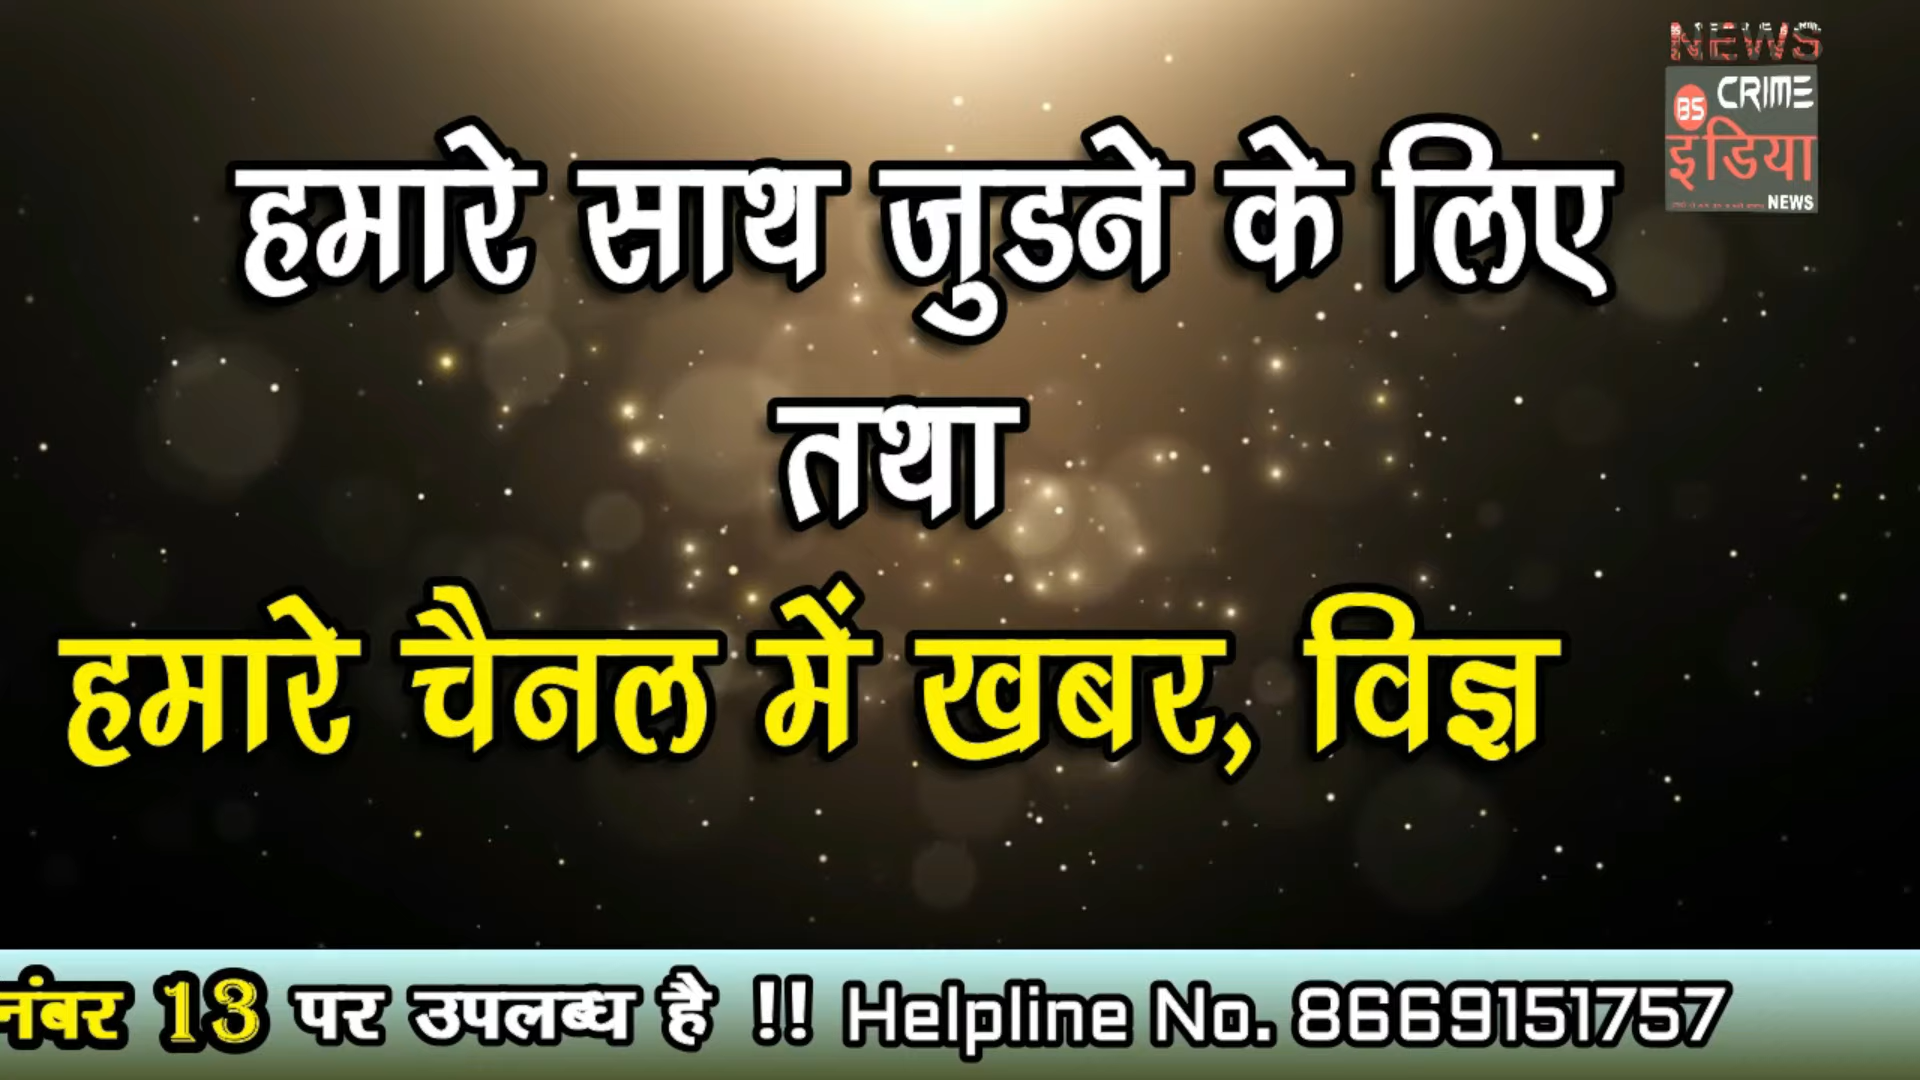 NEWS
BS CRIME
इंडिया
NEWS
हमारे साथ जुडने के लिए
तथा
हमारे चैनल में खबर, विज्ञ
नंबर 13 पर उपलब्ध है !! Helpline No. 8669151757